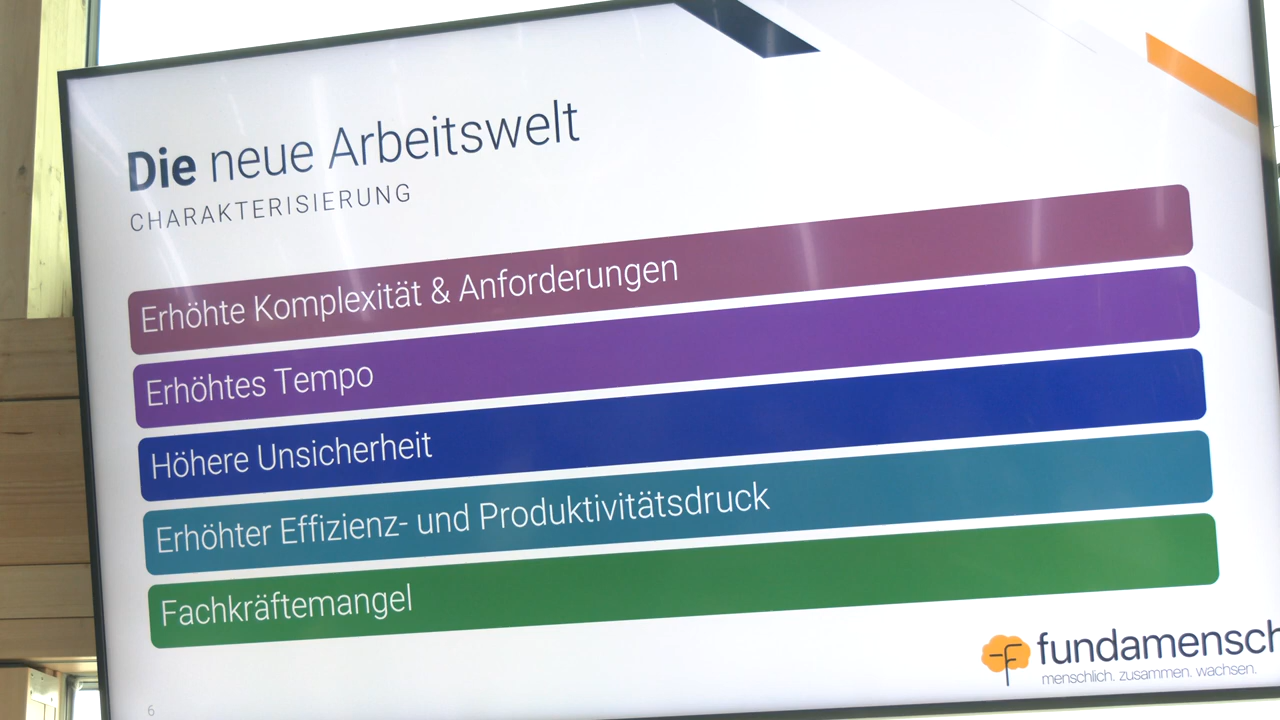 Die neue Arbeitswelt
CHARAKTERISIERUNG
Erhöhte Komplexität & Anforderungen
Erhöhtes Tempo
Höhere Unsicherheit
Erhöhter Effizienz- und Produktivitätsdruck
Fachkräftemangel
fundamensch
menschlich. zusammen. wachsen.
6